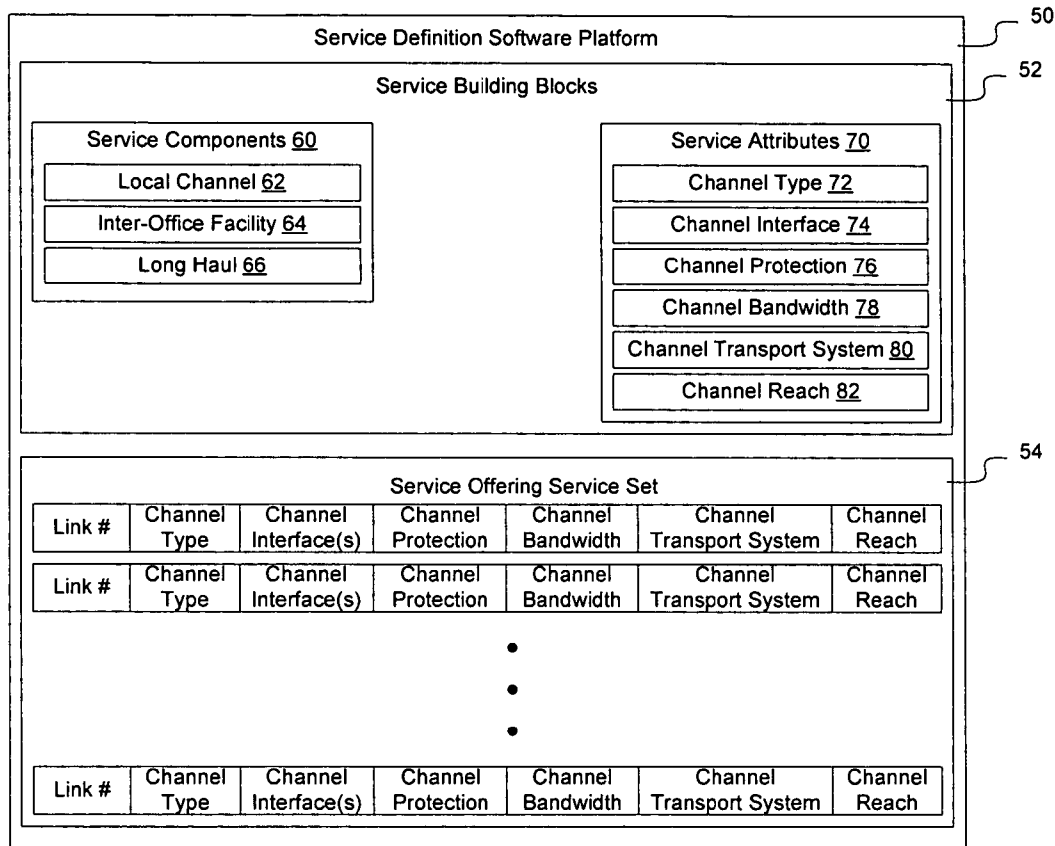 50
Service Definition Software Platform
52
Service Building Blocks
Service Components 60
Local Channel 62
Inter-Office Facility 64
Long Haul 66
Service Attributes 70
Channel Type 72
Channel Interface 74
Channel Protection 76
Channel Bandwidth 78
Channel Transport System 80
Channel Reach 82
54
Service Offering Service Set
Link # Channel Type Channel Interface(s) Channel Protection Channel Bandwidth Channel Transport System Channel Reach
Link # Channel Type Channel Interface(s) Channel Protection Channel Bandwidth Channel Transport System Channel Reach
Link # Channel Type Channel Interface(s) Channel Protection Channel Bandwidth Channel Transport System Channel Reach